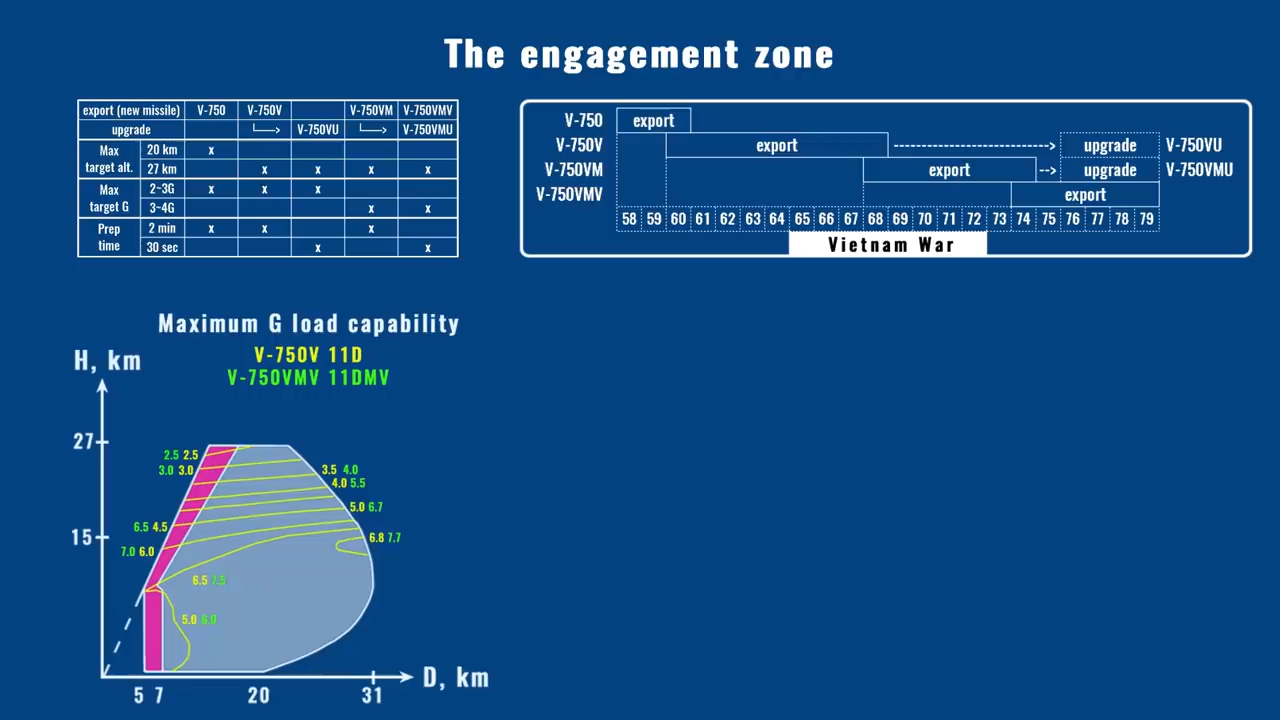 The engagement zone
export (new missile) V-750 V-750V V-750VM V-750VMV
upgrade V-750VU V-750VMU
Max target alt. 20 km x
27 km x x x x
Max target G 2~3G x x x
3~4G x x
Prep time 2 min x x x
30 sec x x
V-750 export
V-750V export upgrade V-750VU
V-750VM export upgrade V-750VMU
V-750VMV export
58 59 60 61 62 63 64 65 66 67 68 69 70 71 72 73 74 75 76 77 78 79
Vietnam War
Maximum G load capability
V-750V 11D
V-750VMV 11DMV
H, km
27
2.5 2.5
3.0 3.0
3.5 4.0
4.0 5.5
5.0 6.7
6.5 4.5
15
6.8 7.7
7.0 6.0
6.5 7.5
5.0 6.0
D, km
5 7 20 31